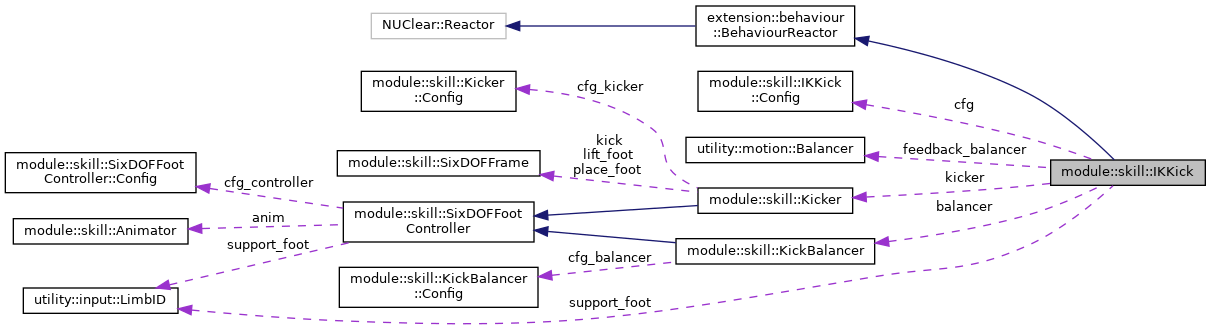 NUClear::Reactor
extension::behaviour
::BehaviourReactor
module::skill::Kicker
::Config
cfg_kicker
module::skill::IKKick
::Config
cfg
kick
lift_foot
place_foot
utility::motion::Balancer
feedback_balancer
module::skill::SixDOFFoot
Controller::Config
module::skill::SixDOFFrame
module::skill::IKKick
cfg_controller
kicker
module::skill::Kicker
module::skill::SixDOFFoot
Controller
balancer
anim
module::skill::Animator
support_foot
module::skill::KickBalancer
cfg_balancer
module::skill::KickBalancer
::Config
utility::input::LimbID
support_foot